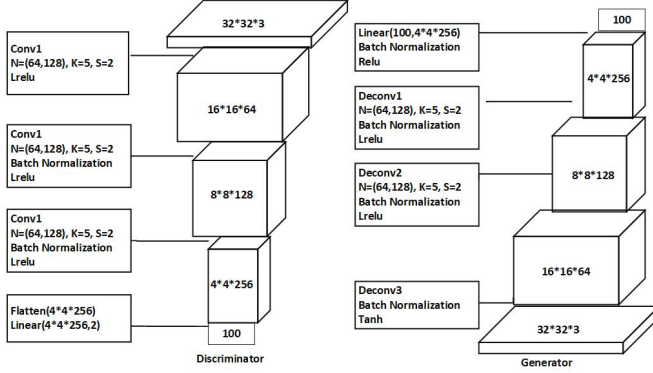 32*32*3
Conv1
N=(64,128), K=5, S=2
Lrelu
16*16*64
Conv1
N=(64,128), K=5, S=2
Batch Normalization
Lrelu
8*8*128
Conv1
N=(64,128), K=5, S=2
Batch Normalization
Lrelu
4*4*256
Flatten(4*4*256)
Linear(4*4*256,2)
100
Discriminator
100
Linear(100,4*4*256)
Batch Normalization
Relu
4*4*256
Deconv1
N=(64,128), K=5, S=2
Batch Normalization
Lrelu
8*8*128
Deconv2
N=(64,128), K=5, S=2
Batch Normalization
Lrelu
16*16*64
Deconv3
Batch Normalization
Tanh
32*32*3
Generator